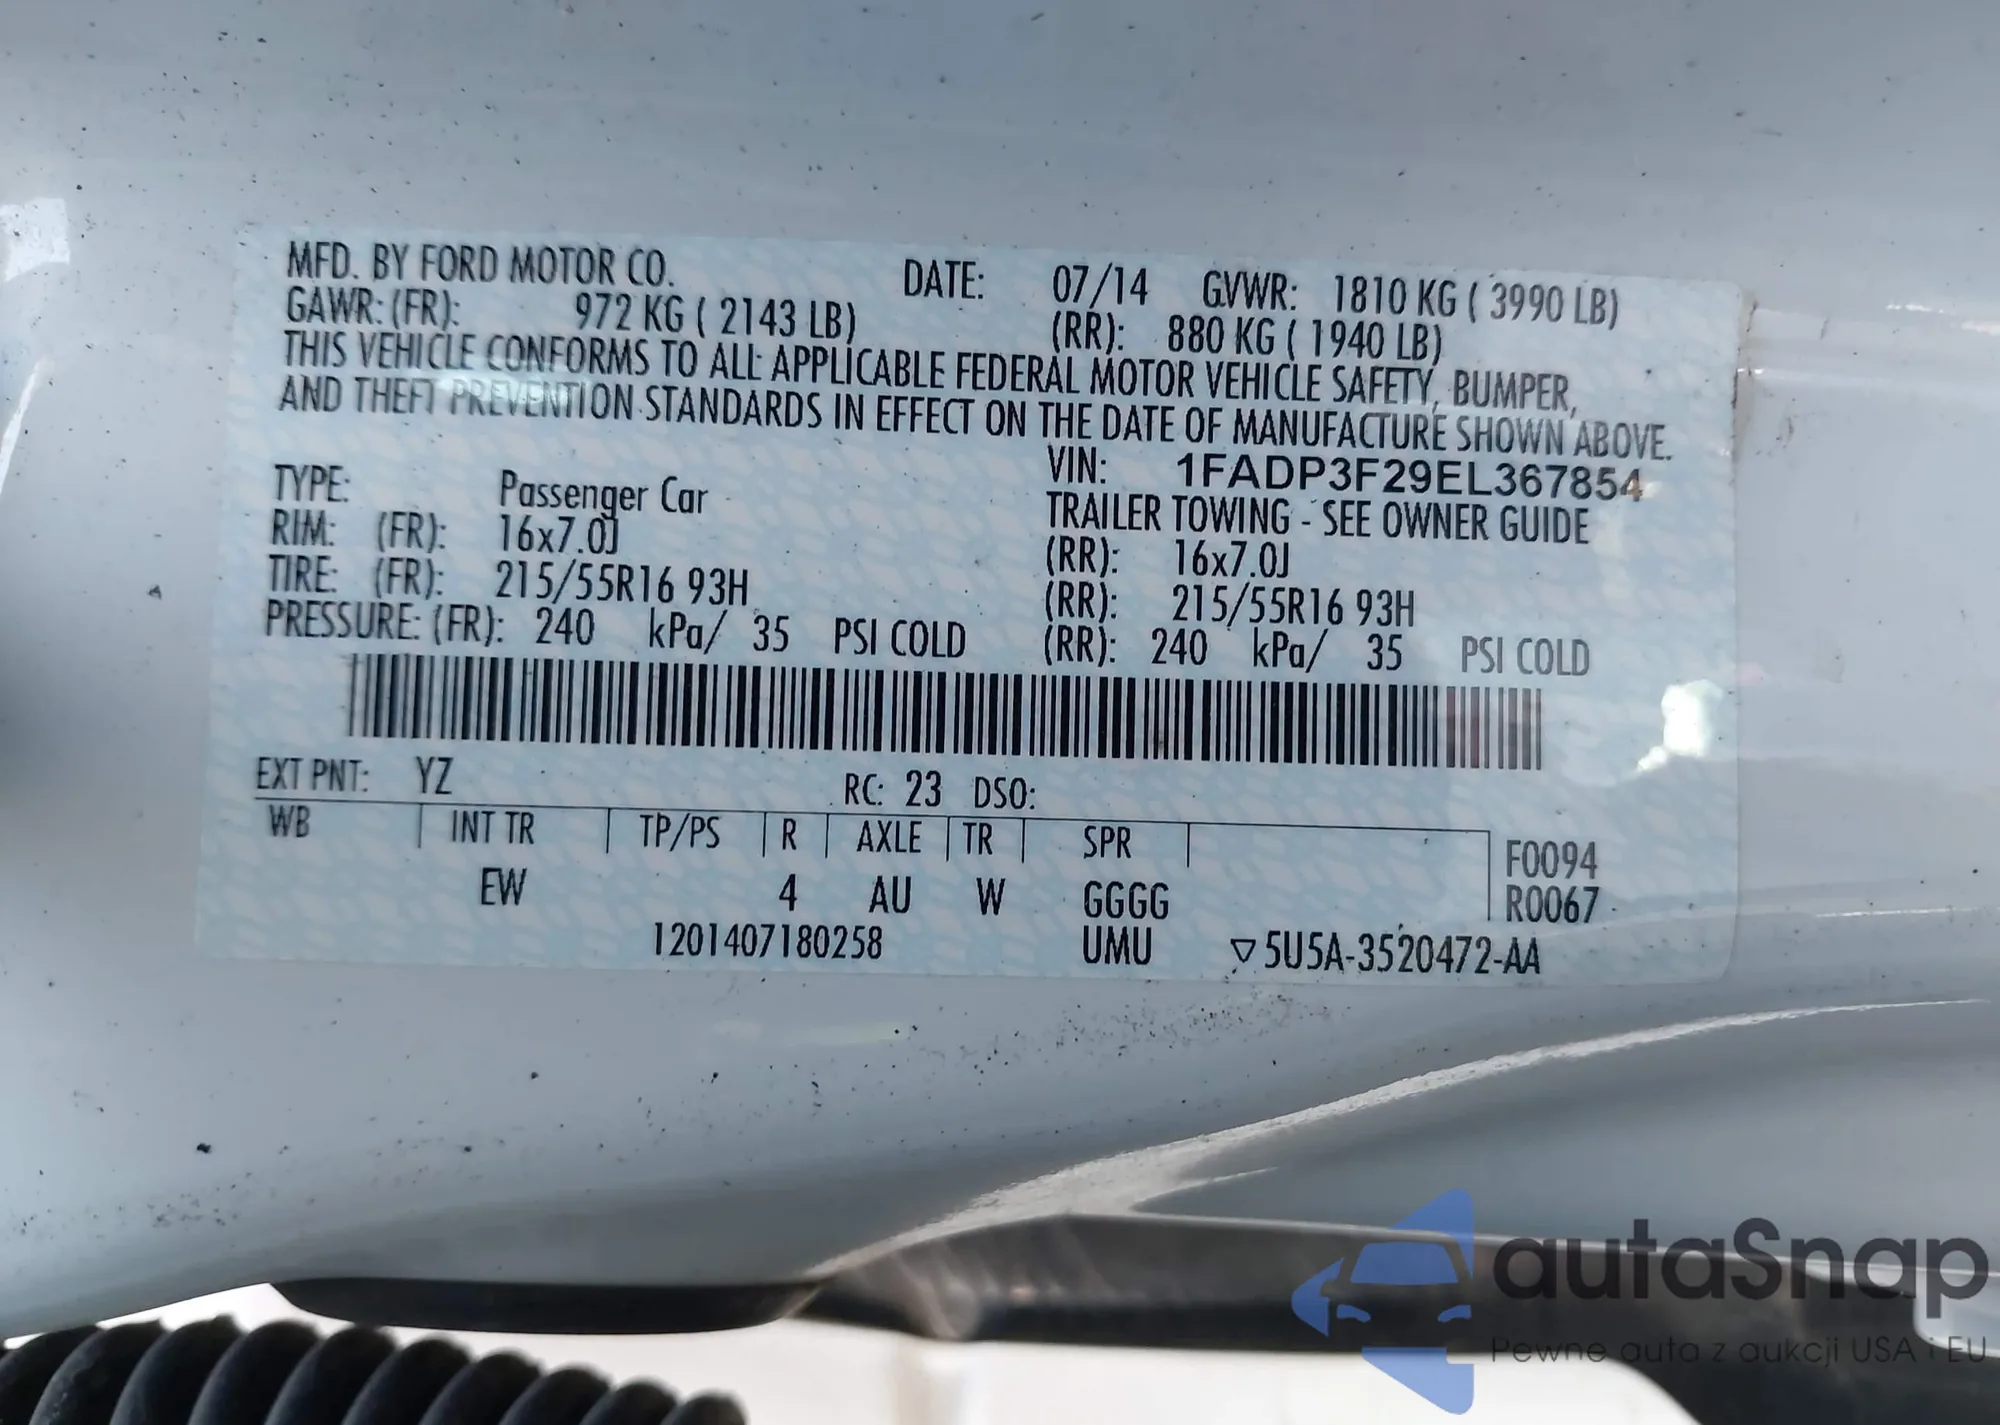 MFD. BY FORD MOTOR CO. DATE: 07/14 GVWR: 1810 KG ( 3990 LB)
GAWR: (FR): 972 KG ( 2143 LB) (RR): 880 KG ( 1940 LB)
THIS VEHICLE CONFORMS TO ALL APPLICABLE FEDERAL MOTOR VEHICLE SAFETY, BUMPER,
AND THEFT PREVENTION STANDARDS IN EFFECT ON THE DATE OF MANUFACTURE SHOWN ABOVE.
VIN: 1FADP3F29EL367854
TYPE: Passenger Car TRAILER TOWING - SEE OWNER GUIDE
RIM: (FR): 16x7.0J (RR): 16x7.0J
TIRE: (FR): 215/55R16 93H (RR): 215/55R16 93H
PRESSURE: (FR): 240 kPa/ 35 PSI COLD (RR): 240 kPa/ 35 PSI COLD
EXT PNT: YZ RC: 23 DSO:
WB INT TR TP/PS R AXLE TR SPR F0094
EW 4 AU W GGGG R0067
1201407180258 UMU ▽5U5A-3520472-AA
autaSnap
Pewne auta z aukcji USA i EU